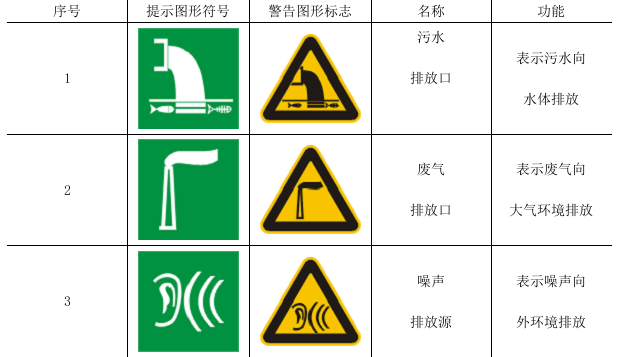 序号 提示图形符号 警告图形标志 名称 功能
1 污水 排放口 表示污水向 水体排放
2 废气 排放口 表示废气向 大气环境排放
3 噪声 排放源 表示噪声向 外环境排放